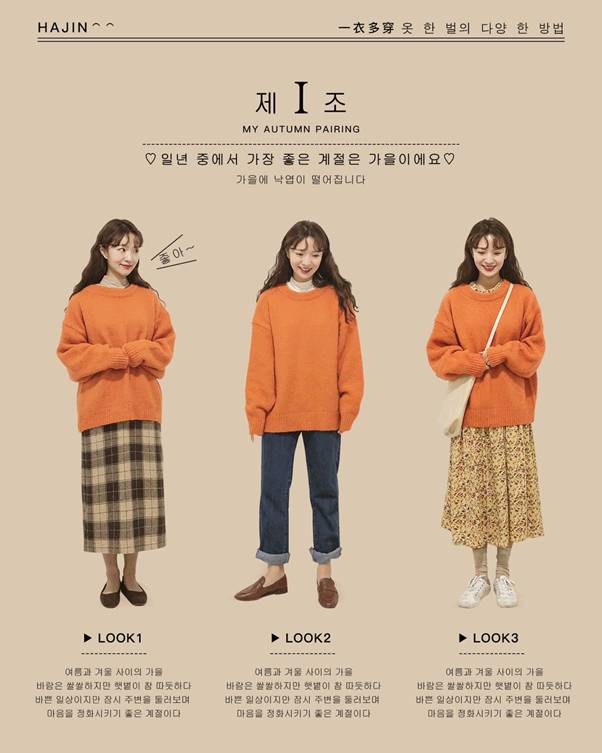 HAJIN⌒⌒
一衣多穿 옷 한 벌의 다양 한 방법
제 I 조
MY AUTUMN PAIRING
♡일년 중에서 가장 좋은 계절은 가을이에요♡
가을에 낙엽이 떨어집니다
좋아~
▶ LOOK1
여름과 겨울 사이의 가을
바람은 쌀쌀하지만 햇볕이 참 따듯하다
바쁜 일상이지만 잠시 주변을 둘러보며
마음을 정화시키기 좋은 계절이다
▶ LOOK2
여름과 겨울 사이의 가을
바람은 쌀쌀하지만 햇볕이 참 따듯하다
바쁜 일상이지만 잠시 주변을 둘러보며
마음을 정화시키기 좋은 계절이다
▶ LOOK3
여름과 겨울 사이의 가을
바람은 쌀쌀하지만 햇볕이 참 따듯하다
바쁜 일상이지만 잠시 주변을 둘러보며
마음을 정화시키기 좋은 계절이다